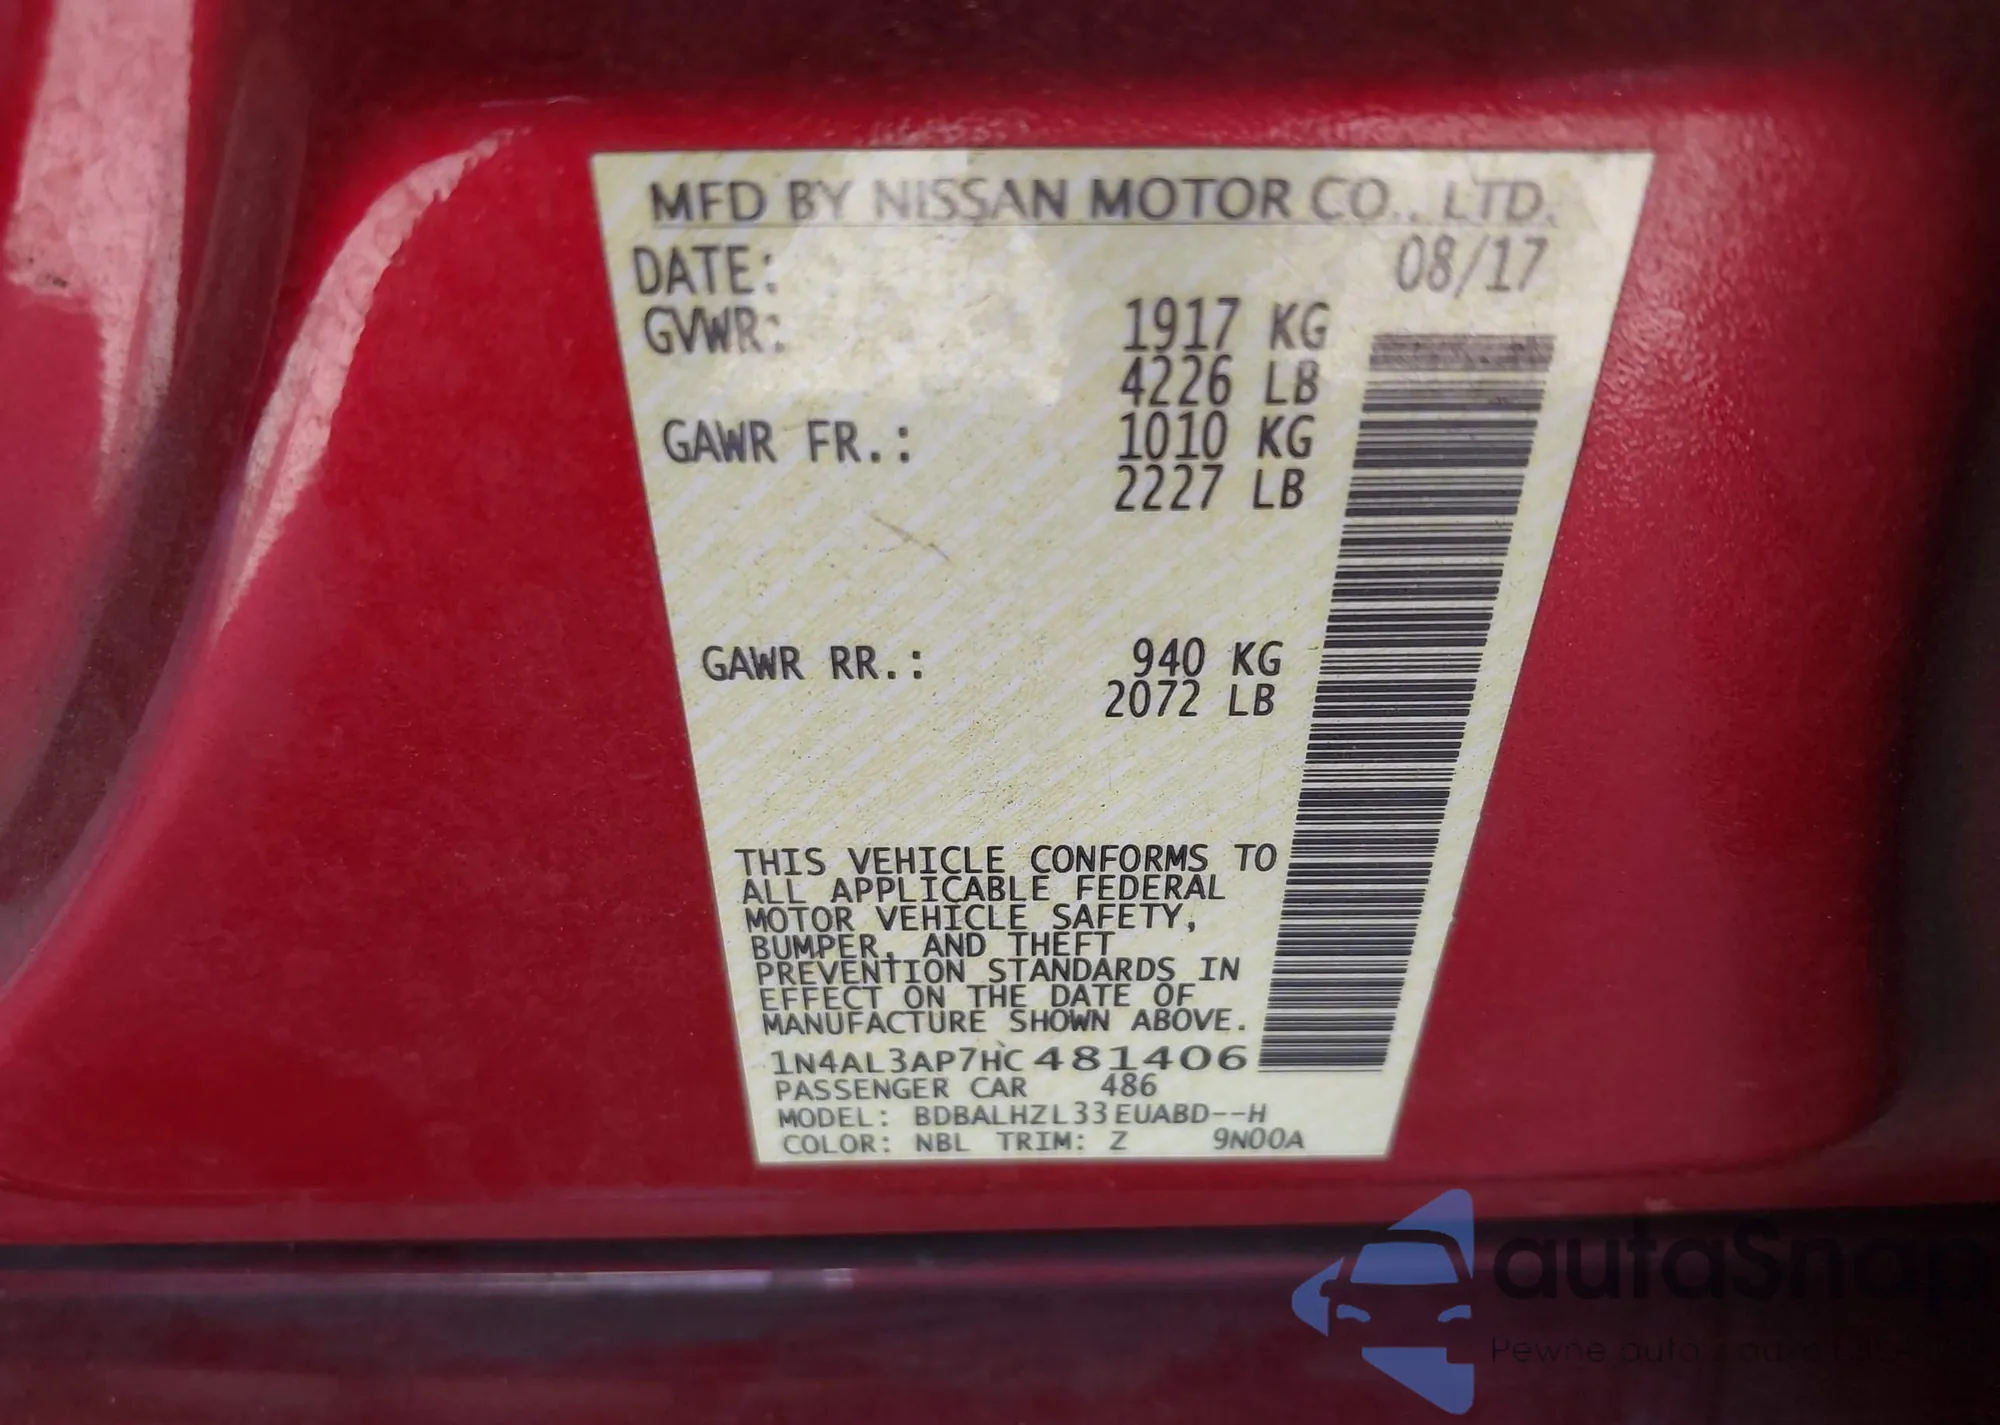 MFD BY NISSAN MOTOR CO., LTD.
DATE: 08/17
GVWR: 1917 KG
4226 LB
GAWR FR.: 1010 KG
2227 LB
GAWR RR.: 940 KG
2072 LB
THIS VEHICLE CONFORMS TO
ALL APPLICABLE FEDERAL
MOTOR VEHICLE SAFETY,
BUMPER, AND THEFT
PREVENTION STANDARDS IN
EFFECT ON THE DATE OF
MANUFACTURE SHOWN ABOVE.
1N4AL3AP7HC481406
PASSENGER CAR 486
MODEL: BDBALHZL33EUABD--H
COLOR: NBL TRIM: Z 9N00A
autaSnap
Pewne auta z